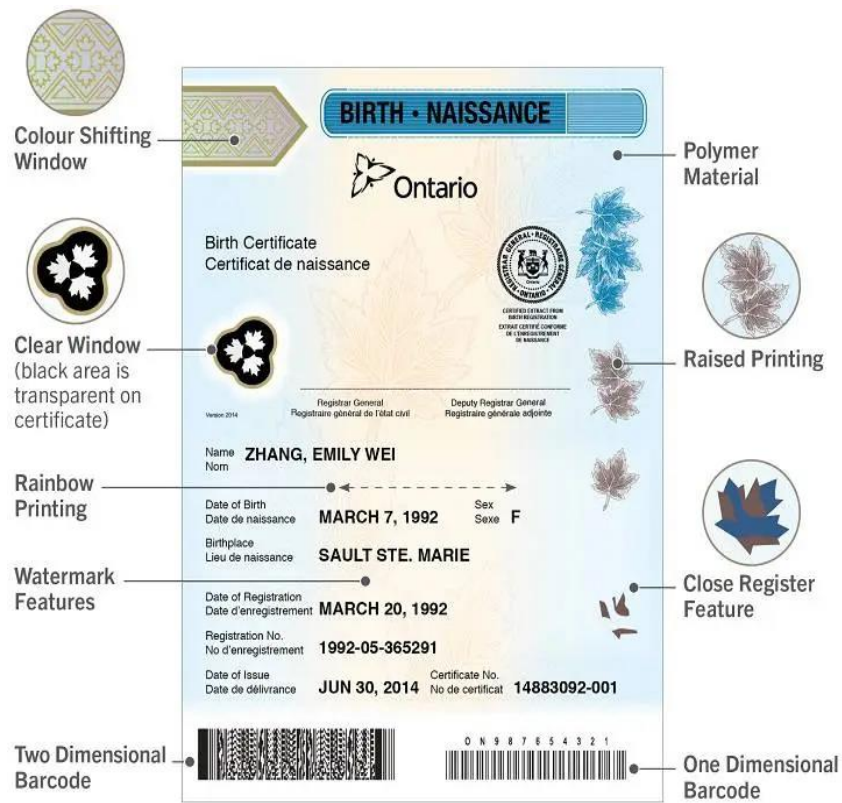 BIRTH • NAISSANCE
Colour Shifting
Window
Polymer
Material
Ontario
Birth Certificate
Certificat de naissance
REGISTRAR GENERAL • REGISTRAIRE GÉNÉRAL • ONTARIO •
Ontario
CERTIFIED EXTRACT FROM
BIRTH REGISTRATION
EXTRAIT CERTIFIÉ CONFORME
DE L'ENREGISTREMENT
DE NAISSANCE
Clear Window
(black area is
transparent on
certificate)
Raised Printing
Registrar General
Registraire général de l'état civil
Deputy Registrar General
Registraire générale adjointe
Version 2014
Name
Nom
ZHANG, EMILY WEI
Rainbow
Printing
Date of Birth
Date de naissance
MARCH 7, 1992
Sex
Sexe
F
Birthplace
Lieu de naissance
SAULT STE. MARIE
Watermark
Features
Close Register
Feature
Date of Registration
Date d'enregistrement
MARCH 20, 1992
Registration No.
No d'enregistrement
1992-05-365291
Date of Issue
Date de délivrance
JUN 30, 2014
Certificate No.
No de certificat
14883092-001
Two Dimensional
Barcode
O N 9 8 7 6 5 4 3 2 1
One Dimensional
Barcode